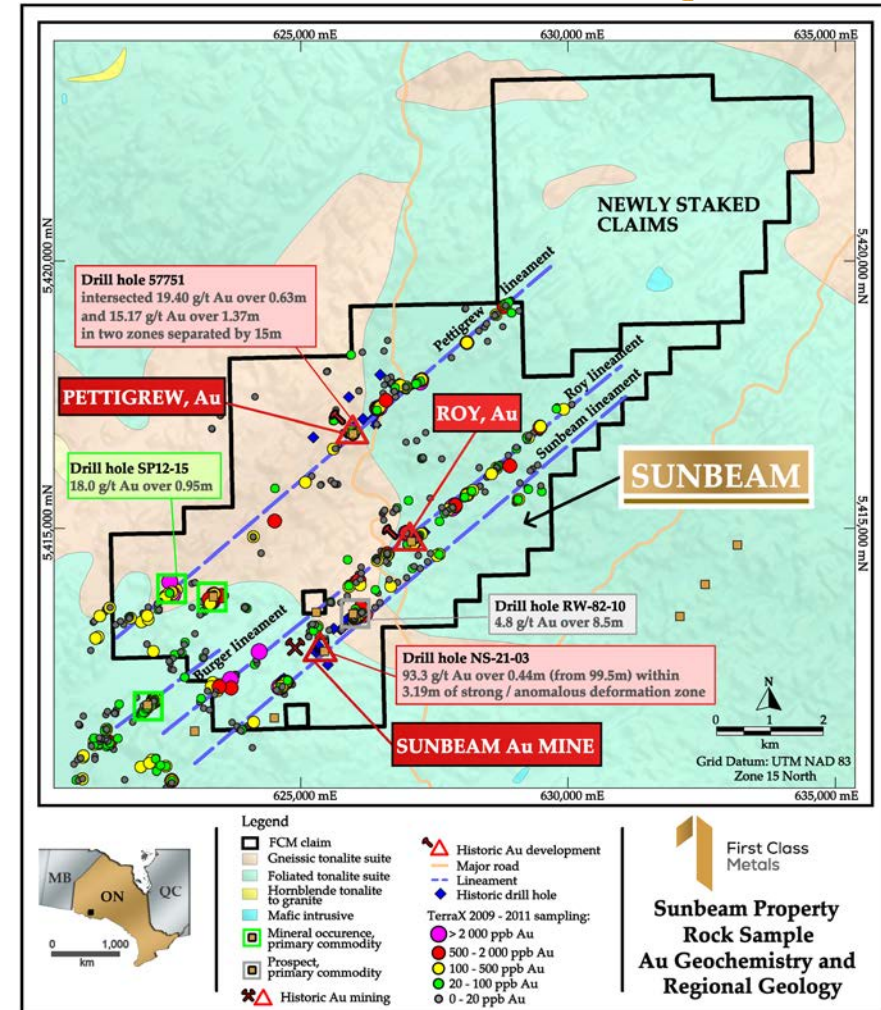 625,000 mE
630,000 mE
635,000 mE
5,420,000 mN
5,415,000 mN
5,420,000 mN
5,415,000 mN
NEWLY STAKED
CLAIMS
Drill hole 57751
intersected 19.40 g/t Au over 0.63m
and 15.17 g/t Au over 1.37m
in two zones separated by 15m
Pettigrew lineament
Roy lineament
Sunbeam lineament
PETTIGREW, Au
ROY, Au
Drill hole SP12-15
18.0 g/t Au over 0.95m
SUNBEAM
Burger lineament
Drill hole RW-82-10
4.8 g/t Au over 8.5m
Drill hole NS-21-03
93.3 g/t Au over 0.44m (from 99.5m) within
3.19m of strong / anomalous deformation zone
SUNBEAM Au MINE
N
0 1 2
km
Grid Datum: UTM NAD 83
Zone 15 North
625,000 mE
630,000 mE
635,000 mE
MB
ON
QC
0 1,000
km
Legend
FCM claim
Gneissic tonalite suite
Foliated tonalite suite
Hornblende tonalite
to granite
Mafic intrusive
Mineral occurence,
primary commodity
Prospect,
primary commodity
Historic Au mining
Historic Au development
Major road
Lineament
Historic drill hole
TerraX 2009 - 2011 sampling:
> 2 000 ppb Au
500 - 2 000 ppb Au
100 - 500 ppb Au
20 - 100 ppb Au
0 - 20 ppb Au
First Class
Metals
Sunbeam Property
Rock Sample
Au Geochemistry and
Regional Geology